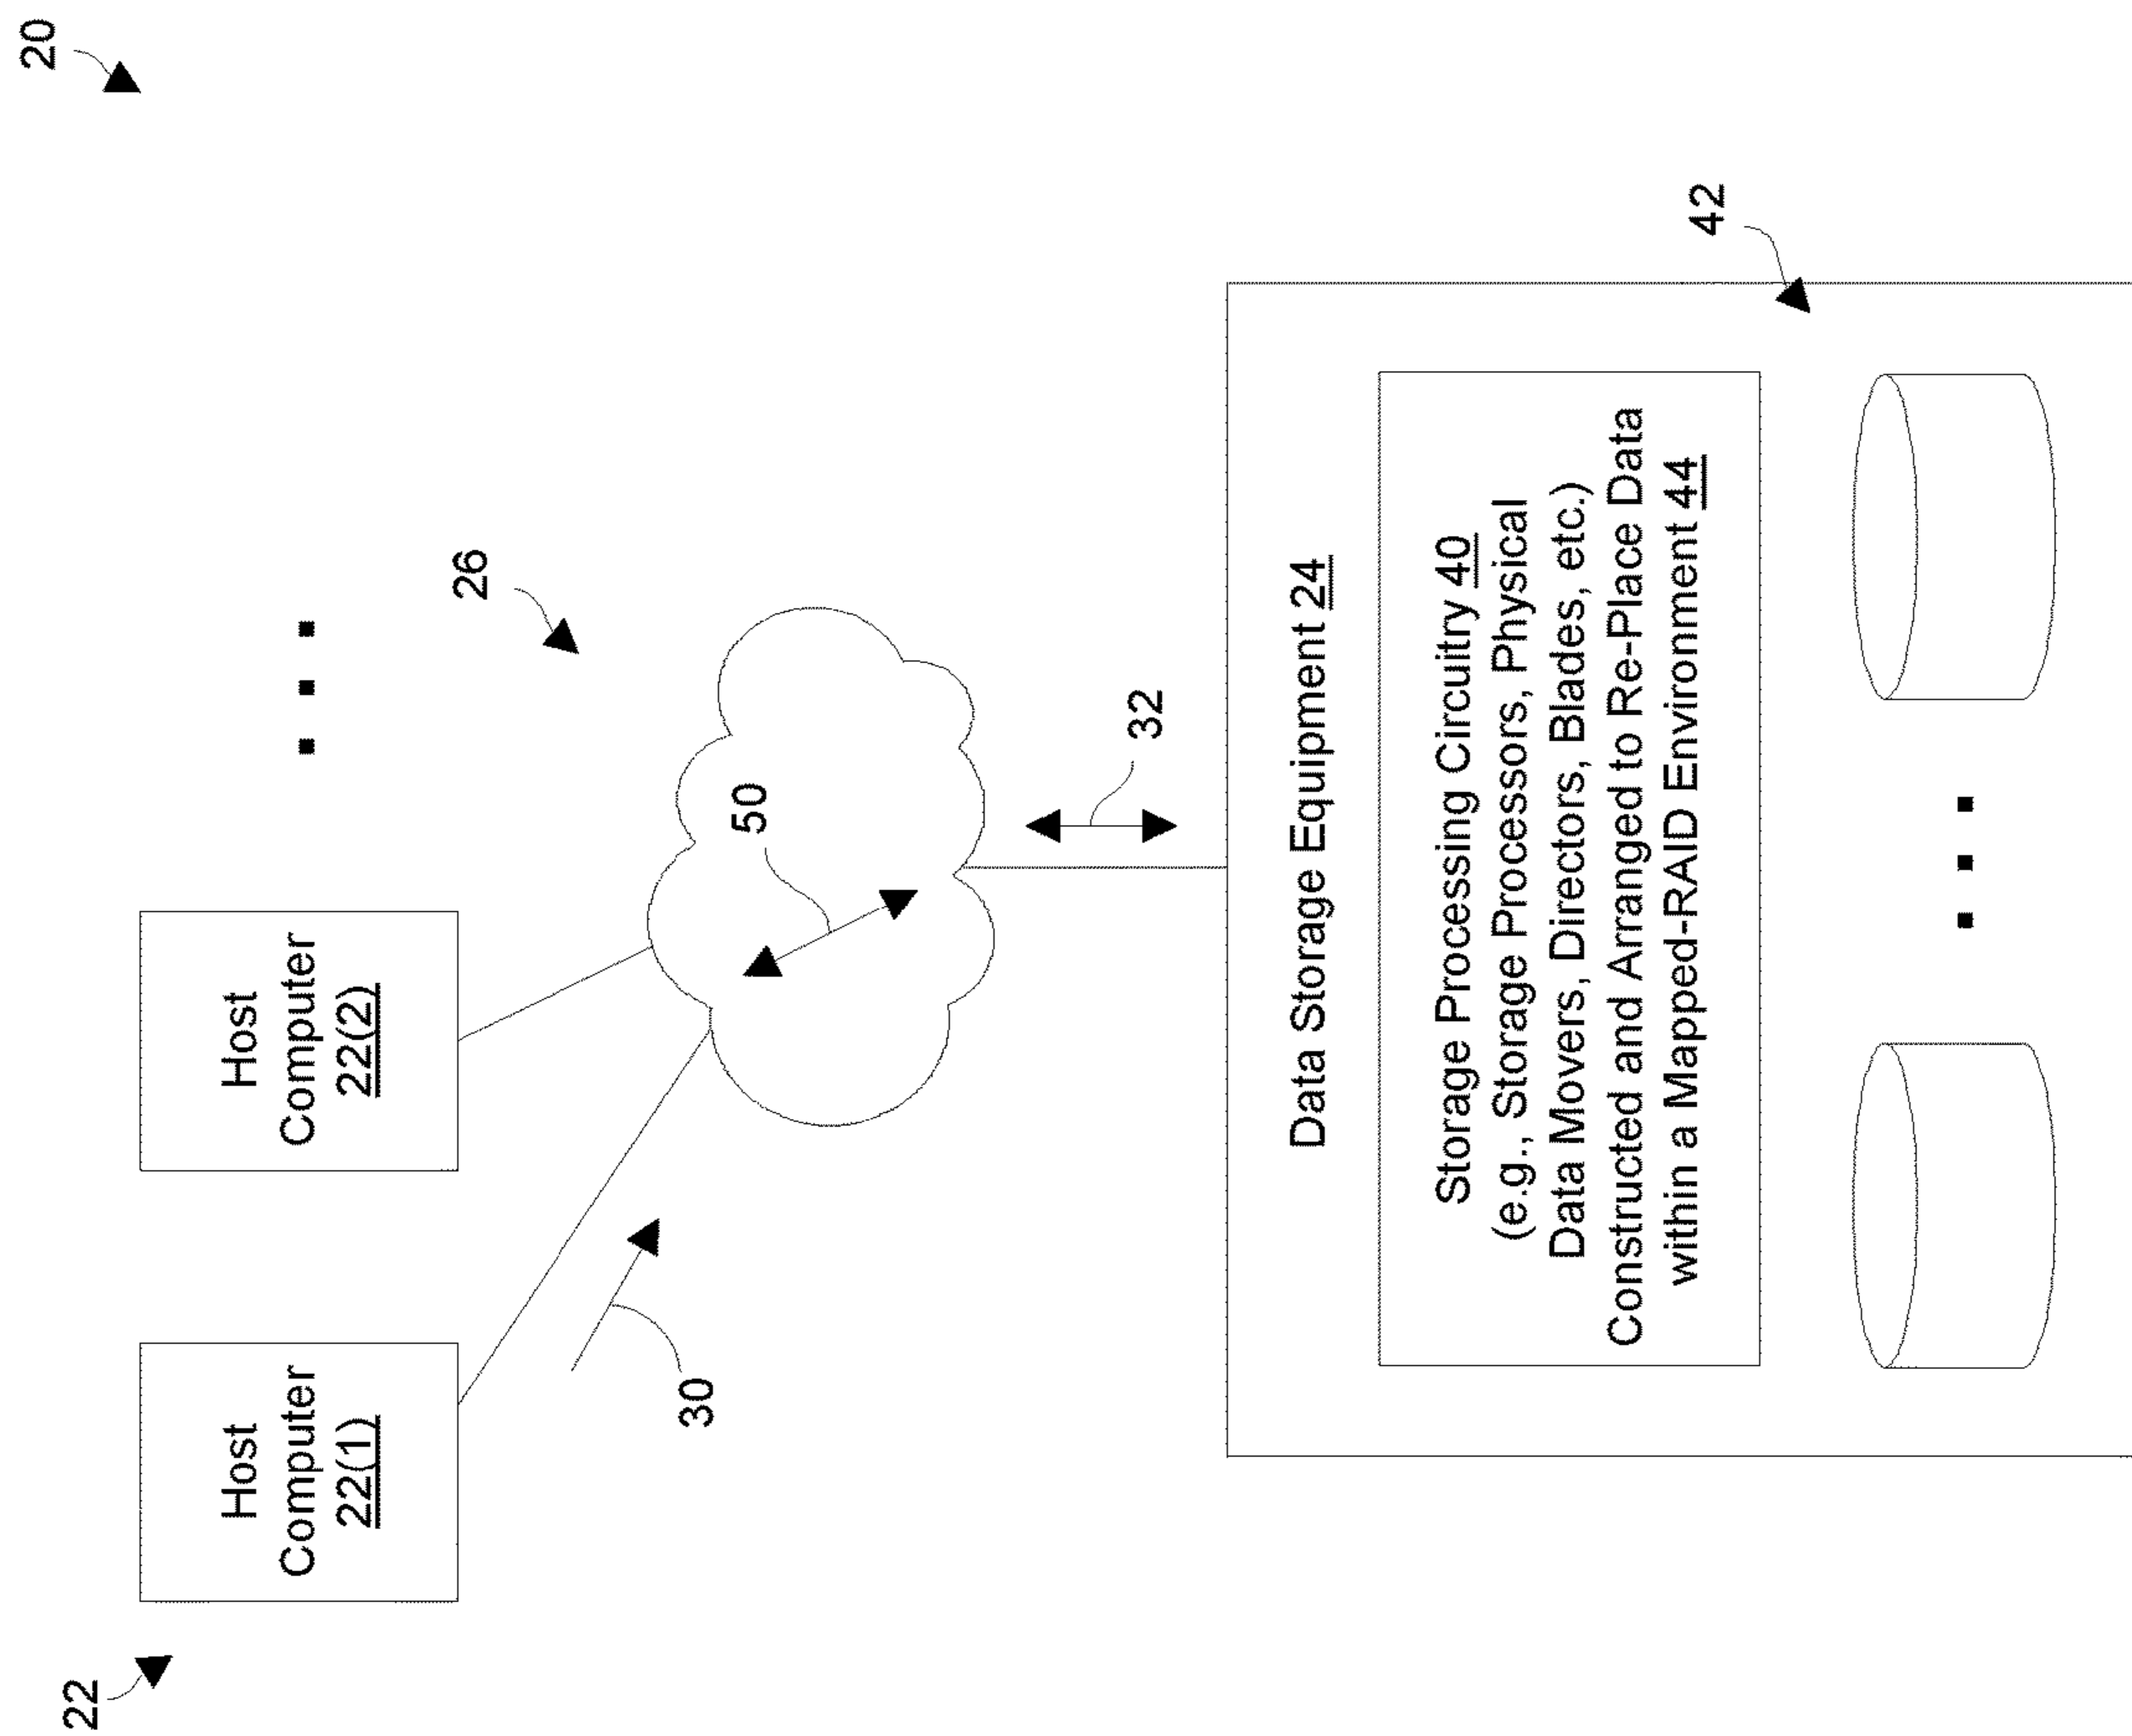 20
22
Host
Computer
22(1)
Host
Computer
22(2)
26
30
50
32
Data Storage Equipment 24
Storage Processing Circuitry 40
(e.g., Storage Processors, Physical
Data Movers, Directors, Blades, etc.)
Constructed and Arranged to Re-Place Data
within a Mapped-RAID Environment 44
42